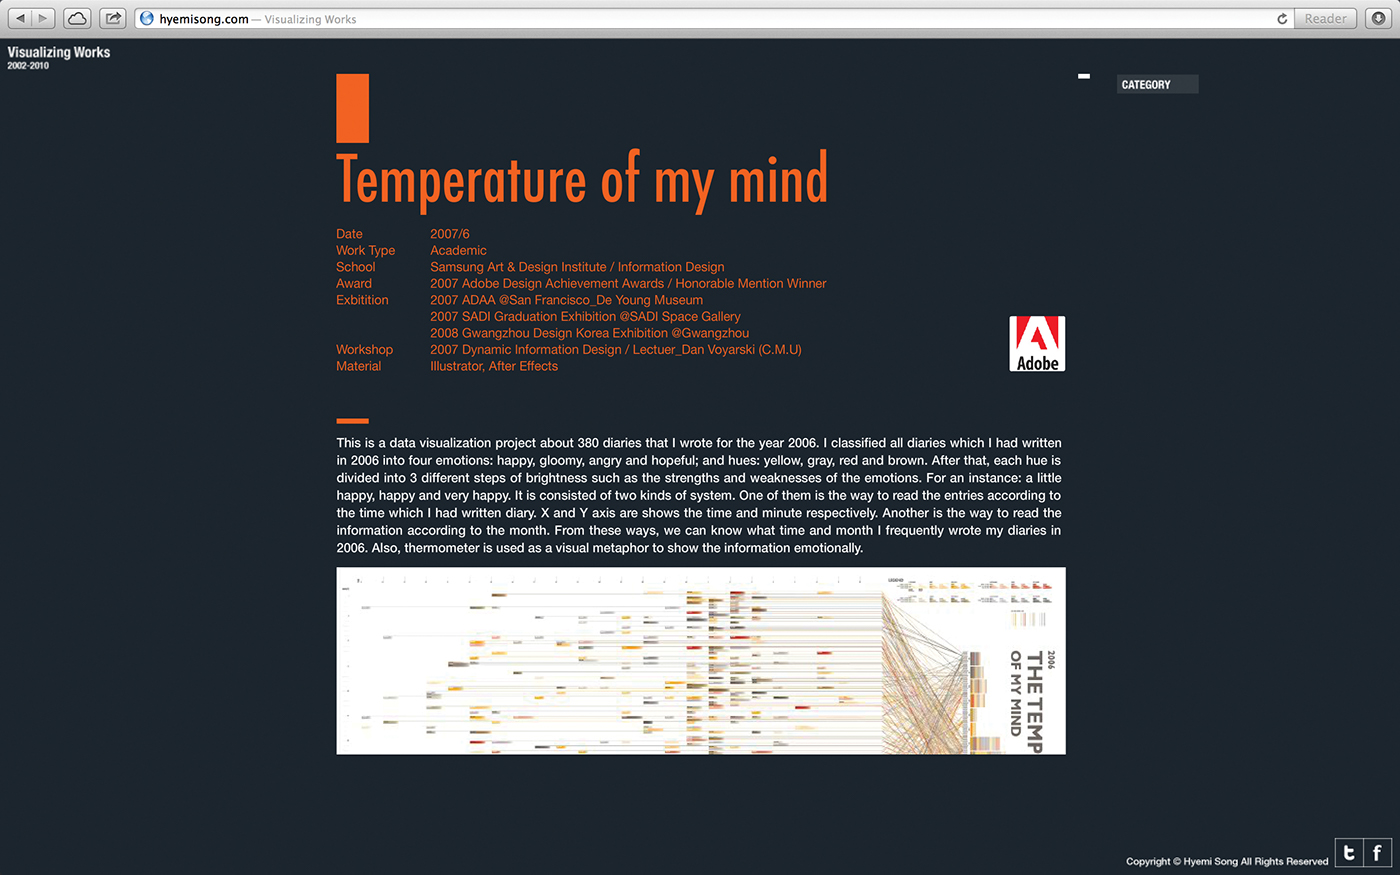 hyemisong.com — Visualizing Works
Reader
Visualizing Works
2002-2010
CATEGORY
Temperature of my mind
Date 2007/6
Work Type Academic
School Samsung Art & Design Institute / Information Design
Award 2007 Adobe Design Achievement Awards / Honorable Mention Winner
Exbitition 2007 ADAA @San Francisco_De Young Museum
2007 SADI Graduation Exhibition @SADI Space Gallery
2008 Gwangzhou Design Korea Exhibition @Gwangzhou
Workshop 2007 Dynamic Information Design / Lectuer_Dan Voyarski (C.M.U)
Material Illustrator, After Effects
Adobe
This is a data visualization project about 380 diaries that I wrote for the year 2006. I classified all diaries which I had written
in 2006 into four emotions: happy, gloomy, angry and hopeful; and hues: yellow, gray, red and brown. After that, each hue is
divided into 3 different steps of brightness such as the strengths and weaknesses of the emotions. For an instance: a little
happy, happy and very happy. It is consisted of two kinds of system. One of them is the way to read the entries according to
the time which I had written diary. X and Y axis are shows the time and minute respectively. Another is the way to read the
information according to the month. From these ways, we can know what time and month I frequently wrote my diaries in
2006. Also, thermometer is used as a visual metaphor to show the information emotionally.
LEGEND
2006
THE TEMP
OF MY MIND
Copyright © Hyemi Song All Rights Reserved